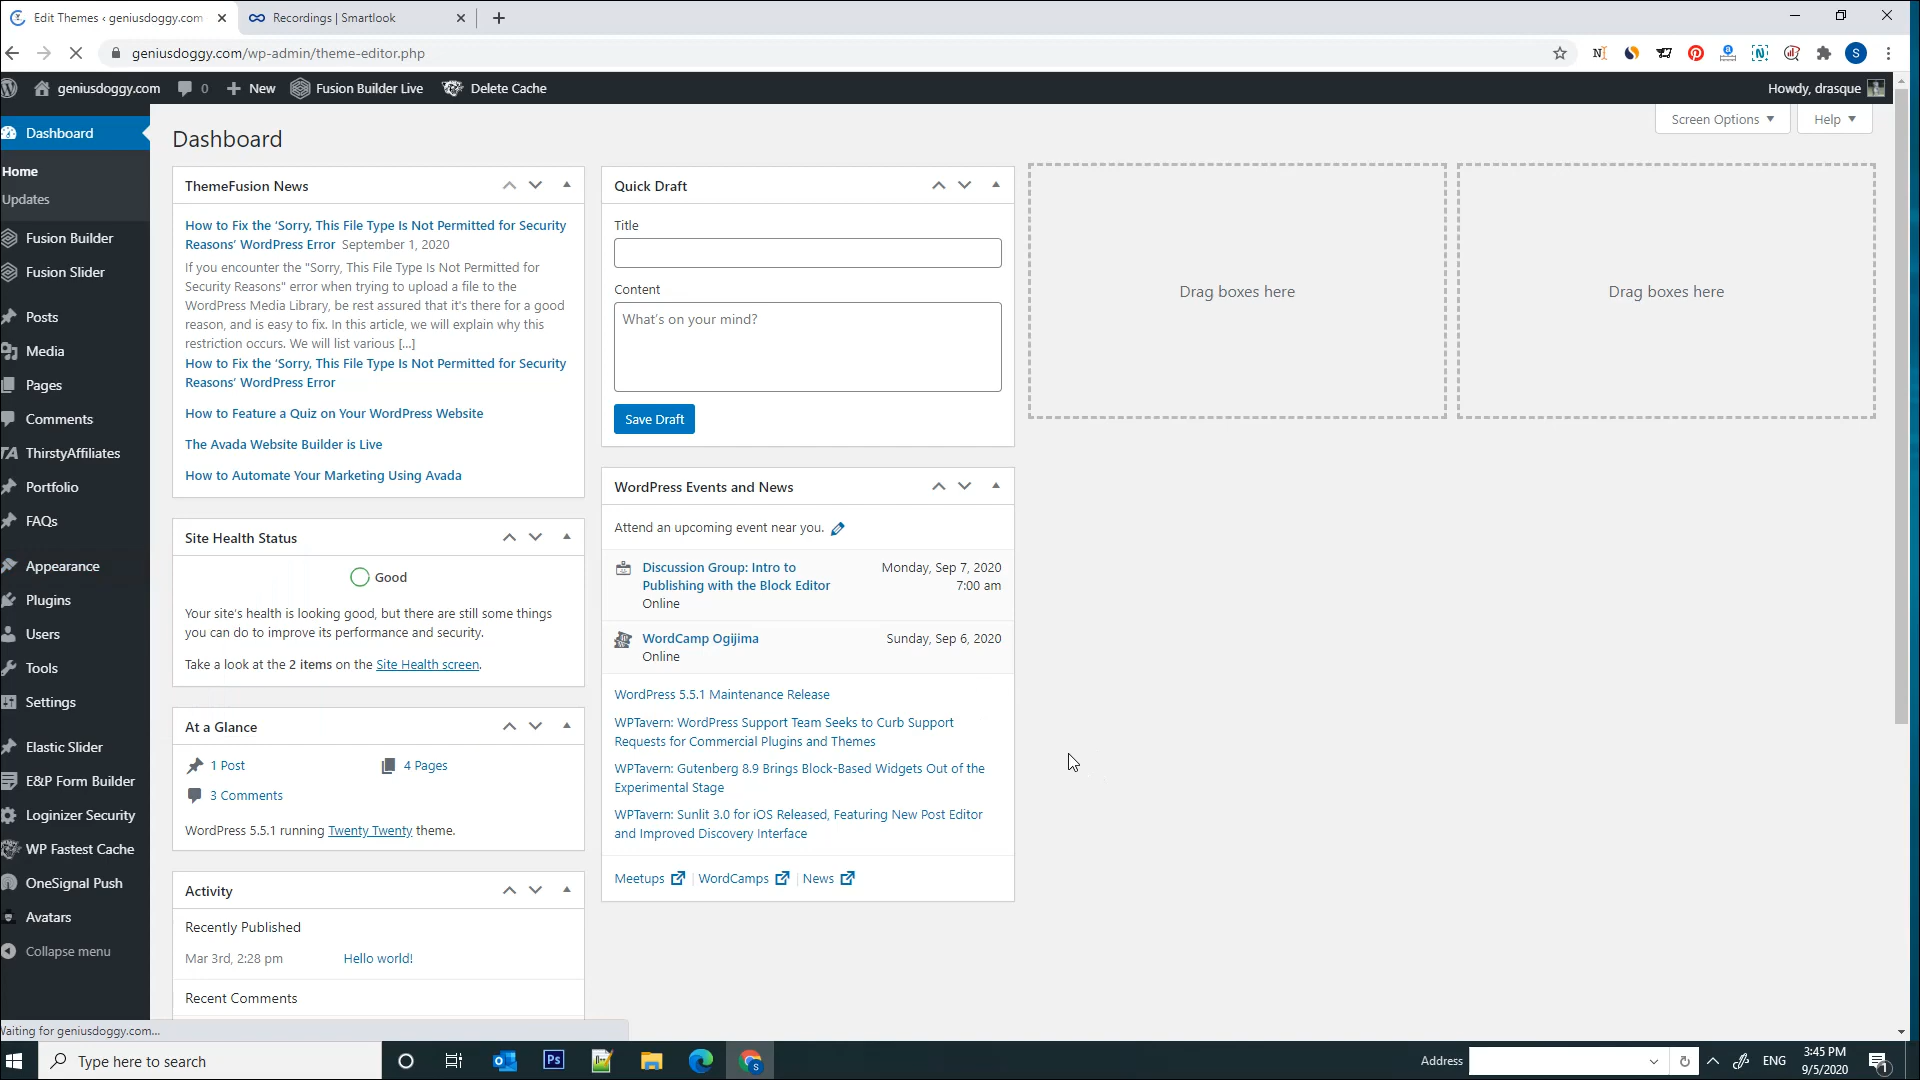 Edit Themes ‹ geniusdoggy.com
Recordings | Smartlook
geniusdoggy.com/wp-admin/theme-editor.php
geniusdoggy.com
0
New
Fusion Builder Live
Delete Cache
Howdy, drasque
Dashboard
Home
Updates
Fusion Builder
Fusion Slider
Posts
Media
Pages
Comments
ThirstyAffiliates
Portfolio
FAQs
Appearance
Plugins
Users
Tools
Settings
Elastic Slider
E&P Form Builder
Loginizer Security
WP Fastest Cache
OneSignal Push
Avatars
Collapse menu
Dashboard
Screen Options
Help
ThemeFusion News
How to Fix the ‘Sorry, This File Type Is Not Permitted for Security
Reasons’ WordPress Error September 1, 2020
If you encounter the "Sorry, This File Type Is Not Permitted for
Security Reasons" error when trying to upload a file to the
WordPress Media Library, be rest assured that it's there for a good
reason, and is easy to fix. In this article, we will explain why this
restriction occurs. We will list various [...]
How to Fix the ‘Sorry, This File Type Is Not Permitted for Security
Reasons’ WordPress Error
How to Feature a Quiz on Your WordPress Website
The Avada Website Builder is Live
How to Automate Your Marketing Using Avada
Site Health Status
Good
Your site’s health is looking good, but there are still some things
you can do to improve its performance and security.
Take a look at the 2 items on the Site Health screen.
At a Glance
1 Post
4 Pages
3 Comments
WordPress 5.5.1 running Twenty Twenty theme.
Activity
Recently Published
Mar 3rd, 2:28 pm
Hello world!
Recent Comments
Quick Draft
Title
Content
What’s on your mind?
Save Draft
WordPress Events and News
Attend an upcoming event near you.
Discussion Group: Intro to
Publishing with the Block Editor
Online
Monday, Sep 7, 2020
7:00 am
WordCamp Ogijima
Online
Sunday, Sep 6, 2020
WordPress 5.5.1 Maintenance Release
WPTavern: WordPress Support Team Seeks to Curb Support
Requests for Commercial Plugins and Themes
WPTavern: Gutenberg 8.9 Brings Block-Based Widgets Out of the
Experimental Stage
WPTavern: Sunlit 3.0 for iOS Released, Featuring New Post Editor
and Improved Discovery Interface
Meetups | WordCamps | News
Drag boxes here
Drag boxes here
Waiting for geniusdoggy.com...
Type here to search
Ps
Address
ENG
3:45 PM
9/5/2020
1